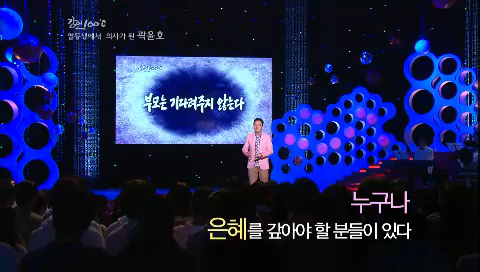 강연100℃
열등생에서 의사가 된 곽윤호
부모는 기다려주지 않는다
누구나
은혜를 갚아야 할 분들이 있다